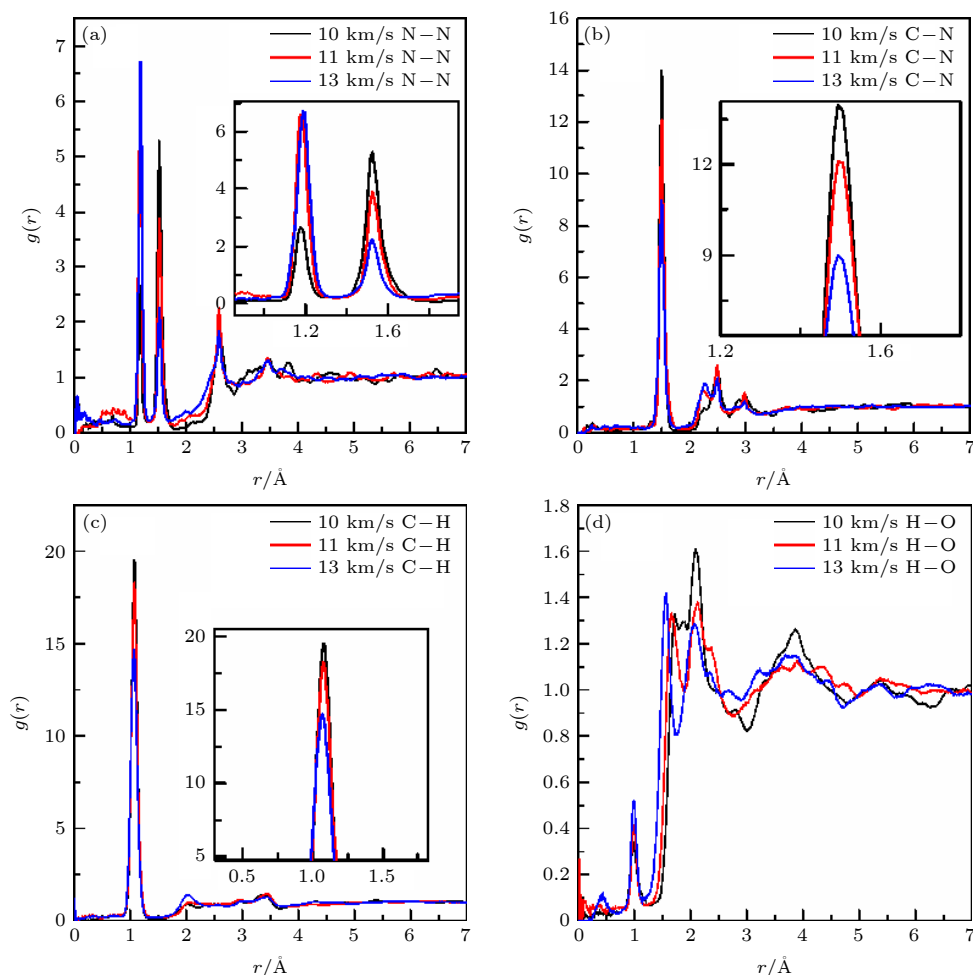 (a)
10 km/s N−N
11 km/s N−N
13 km/s N−N
7
6
5
4
3
2
1
0
g(r)
6
4
2
0
1.2
1.6
0 1 2 3 4 5 6 7
r/Å
(b)
10 km/s C−N
11 km/s C−N
13 km/s C−N
16
14
12
10
8
6
4
2
0
g(r)
12
9
1.2
1.6
0 1 2 3 4 5 6 7
r/Å
(c)
10 km/s C−H
11 km/s C−H
13 km/s C−H
20
15
10
5
0
g(r)
20
15
10
5
0.5 1.0 1.5
0 1 2 3 4 5 6 7
r/Å
(d)
10 km/s H−O
11 km/s H−O
13 km/s H−O
1.8
1.6
1.4
1.2
1.0
0.8
0.6
0.4
0.2
0
g(r)
0 1 2 3 4 5 6 7
r/Å